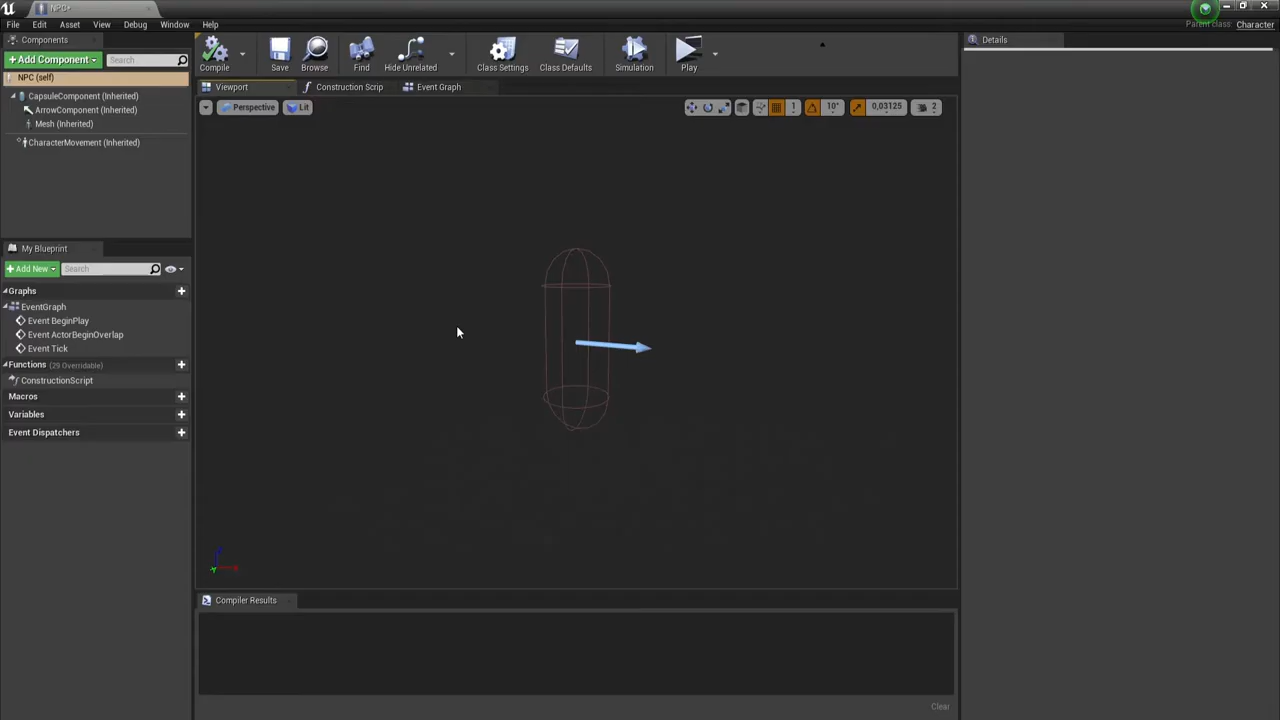 NPC*
File Edit Asset View Debug Window Help
Parent class: Character
Components
+Add Component
Search
NPC (self)
CapsuleComponent (Inherited)
ArrowComponent (Inherited)
Mesh (Inherited)
CharacterMovement (Inherited)
My Blueprint
+Add New
Search
Graphs
EventGraph
Event BeginPlay
Event ActorBeginOverlap
Event Tick
Functions (29 Overridable)
ConstructionScript
Macros
Variables
Event Dispatchers
Compile Save Browse Find Hide Unrelated Class Settings Class Defaults Simulation Play
Viewport Construction Scrip Event Graph
Perspective Lit 1 10° 0,03125 2
Compiler Results
Clear
Details